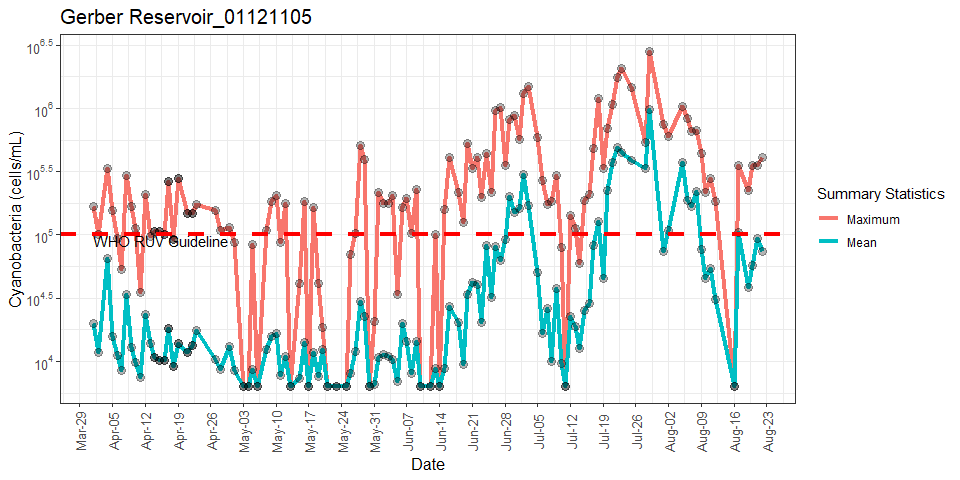 Gerber Reservoir_01121105
10^6.5
10^6
10^5.5
10^5
10^4.5
10^4
Cyanobacteria (cells/mL)
WHO RUV Guideline
Mar-29
Apr-05
Apr-12
Apr-19
Apr-26
May-03
May-10
May-17
May-24
May-31
Jun-07
Jun-14
Jun-21
Jun-28
Jul-05
Jul-12
Jul-19
Jul-26
Aug-02
Aug-09
Aug-16
Aug-23
Date
Summary Statistics
Maximum
Mean